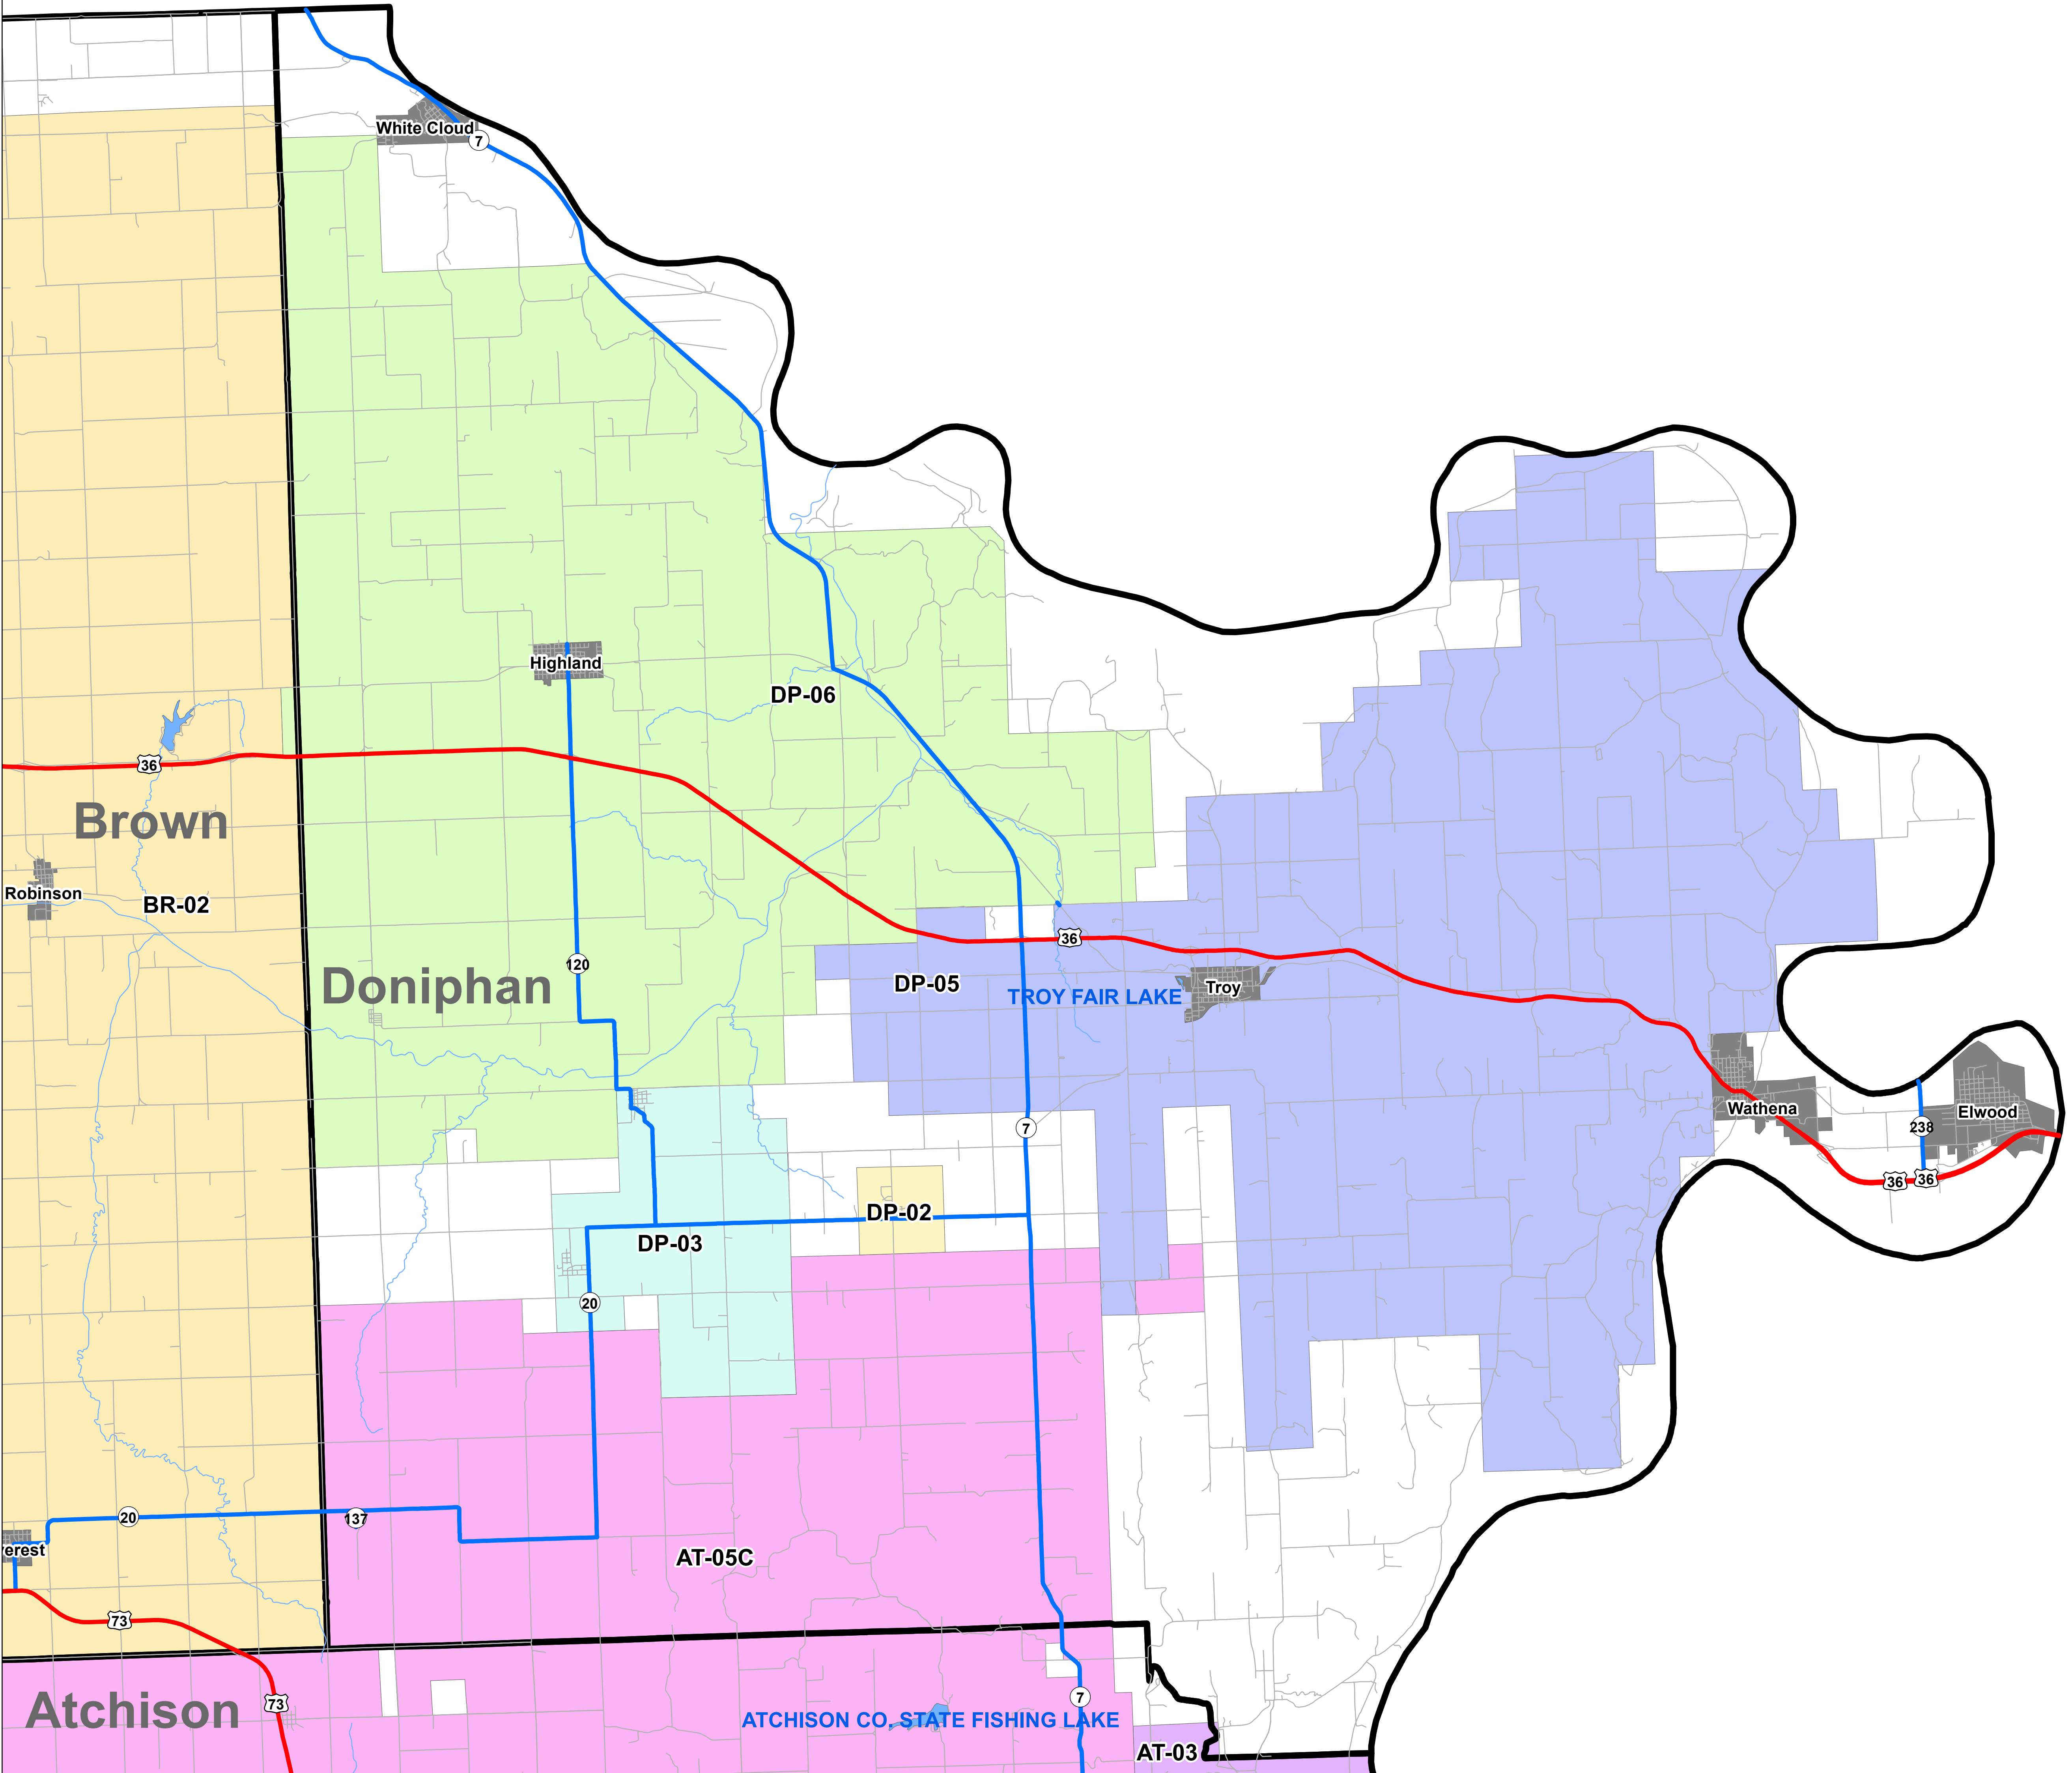 White Cloud
7
Highland
DP-06
36
Brown
Robinson
BR-02
36
120
Doniphan
DP-05
TROY FAIR LAKE
Troy
Wathena
Elwood
238
7
36
36
DP-02
DP-03
20
20
137
verest
AT-05C
73
73
7
Atchison
ATCHISON CO. STATE FISHING LAKE
AT-03